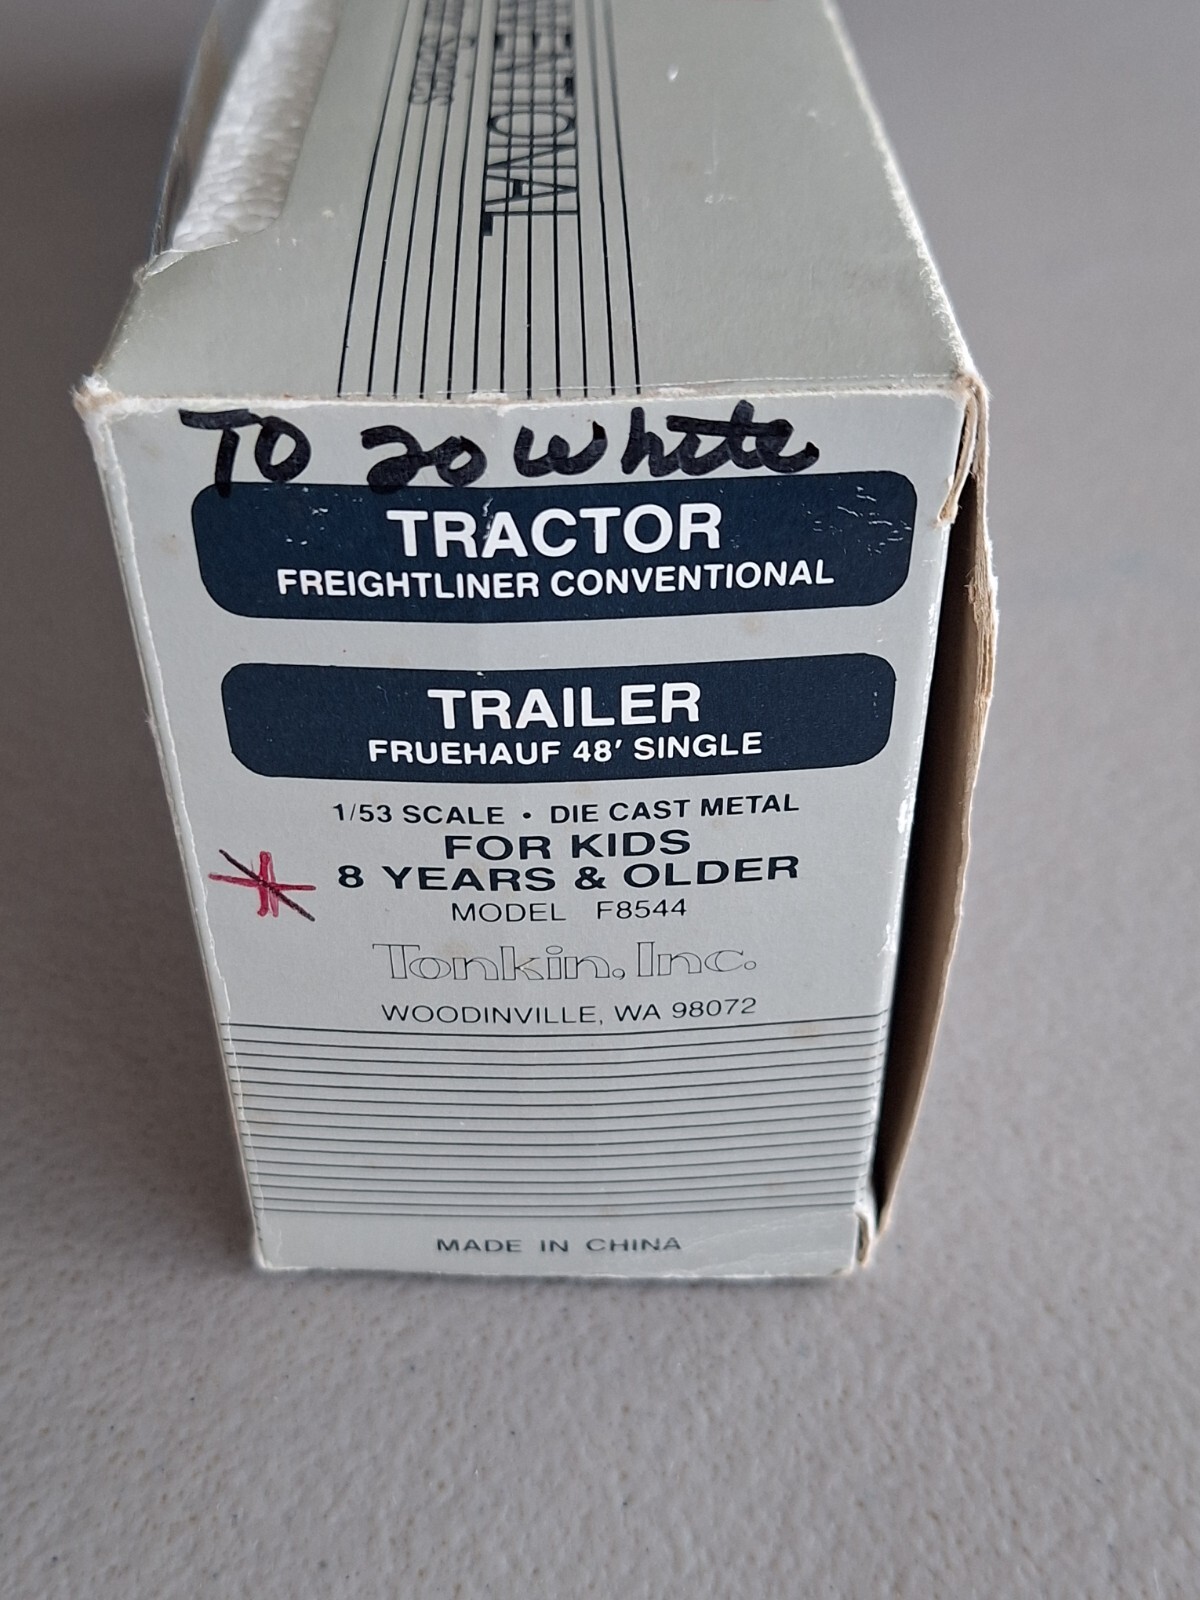 To 20 white
TRACTOR
FREIGHTLINER CONVENTIONAL
TRAILER
FRUEHAUF 48' SINGLE
1/53 SCALE • DIE CAST METAL
FOR KIDS
8 YEARS & OLDER
MODEL F8544
Tonkin, Inc.
WOODINVILLE, WA 98072
MADE IN CHINA